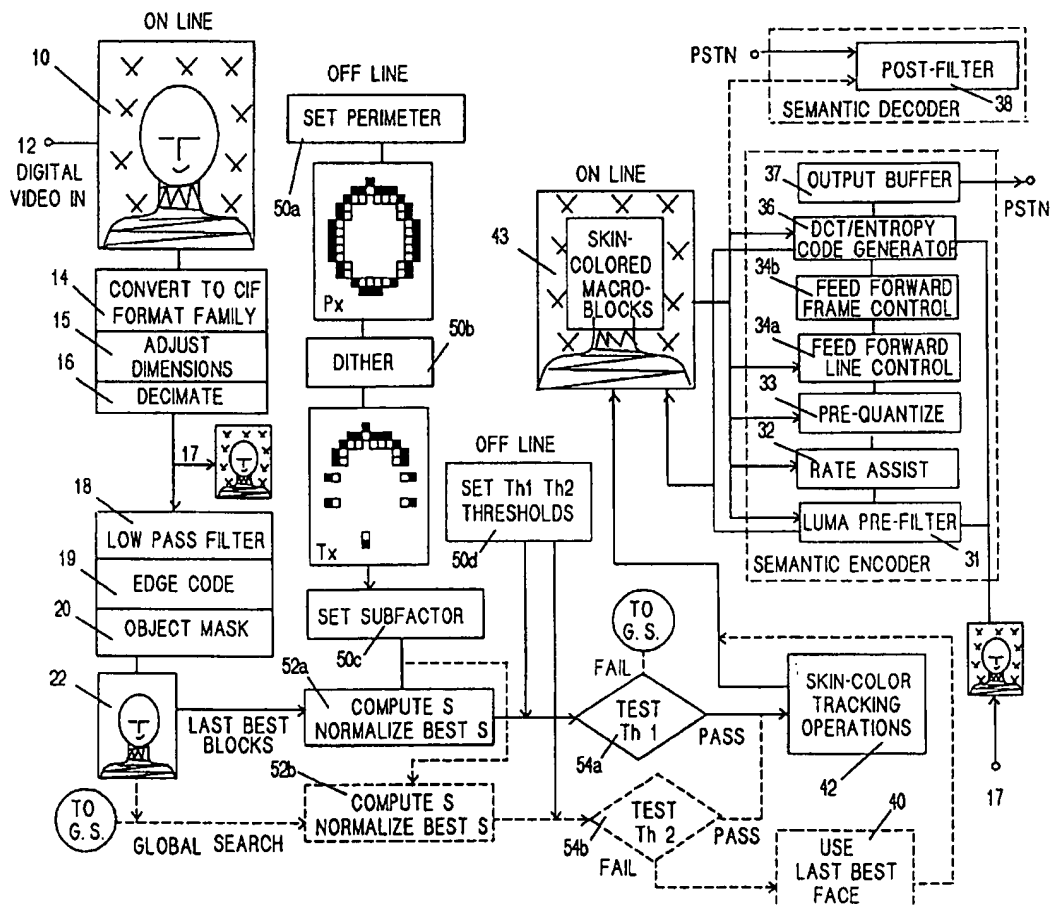 ON LINE
10
12
DIGITAL
VIDEO IN
14
CONVERT TO CIF
FORMAT FAMILY
15
ADJUST
DIMENSIONS
16
DECIMATE
17
18
LOW PASS FILTER
19
EDGE CODE
20
OBJECT MASK
22
LAST BEST
BLOCKS
TO
G.S.
GLOBAL SEARCH
OFF LINE
SET PERIMETER
50a
Px
50b
DITHER
Tx
SET SUBFACTOR
50c
52a
COMPUTE S
NORMALIZE BEST S
52b
COMPUTE S
NORMALIZE BEST S
OFF LINE
SET Th1 Th2
THRESHOLDS
50d
TO
G.S.
FAIL
TEST
Th 1
54a
PASS
TEST
Th 2
54b
PASS
FAIL
ON LINE
43
SKIN-
COLORED
MACRO-
BLOCKS
SKIN-COLOR
TRACKING
OPERATIONS
42
40
USE
LAST BEST
FACE
17
PSTN
POST-FILTER
38
SEMANTIC DECODER
37
OUTPUT BUFFER
PSTN
36
DCT/ENTROPY
CODE GENERATOR
34b
FEED FORWARD
FRAME CONTROL
34a
FEED FORWARD
LINE CONTROL
33
PRE-QUANTIZE
32
RATE ASSIST
LUMA PRE-FILTER
31
SEMANTIC ENCODER